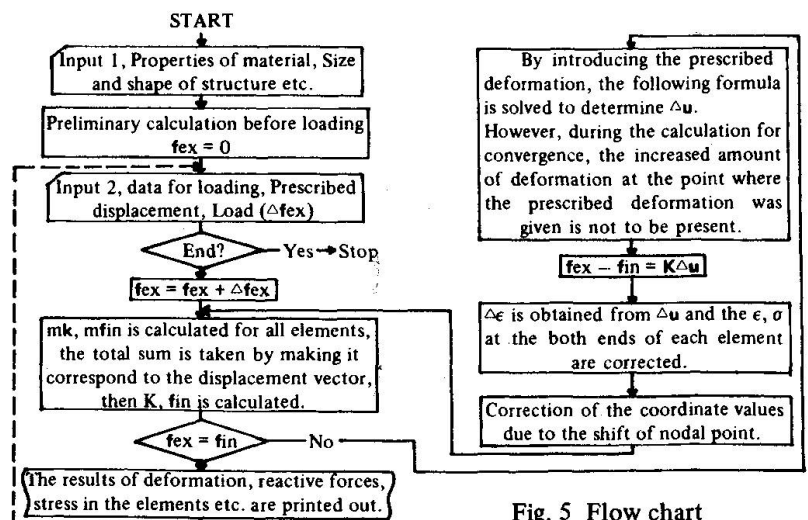 START
Input 1, Properties of material, Size
and shape of structure etc.
Preliminary calculation before loading
fex = 0
Input 2, data for loading, Prescribed
displacement, Load (△fex)
End?
Yes → Stop
fex = fex + △fex
mk, mfin is calculated for all elements,
the total sum is taken by making it
correspond to the displacement vector,
then K, fin is calculated.
fex = fin
No
The results of deformation, reactive forces,
stress in the elements etc. are printed out.
By introducing the prescribed
deformation, the following formula
is solved to determine △u.
However, during the calculation for
convergence, the increased amount
of deformation at the point where
the prescribed deformation was
given is not to be present.
fex − fin = K△u
△ϵ is obtained from △u and the ϵ, σ
at the both ends of each element
are corrected.
Correction of the coordinate values
due to the shift of nodal point.
Fig. 5 Flow chart